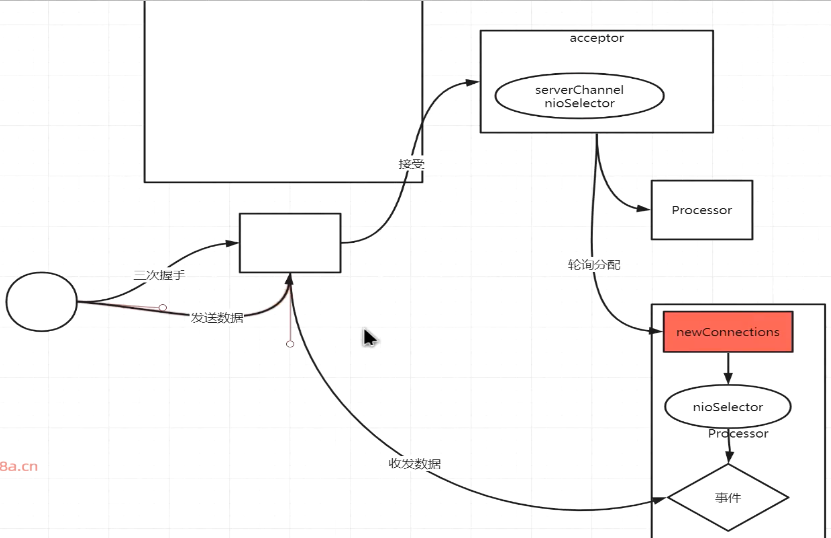 acceptor
serverChannel
nioSelector
接受
Processor
三次握手
轮询分配
发送数据
newConnections
nioSelector
Processor
收发数据
8a.cn
事件